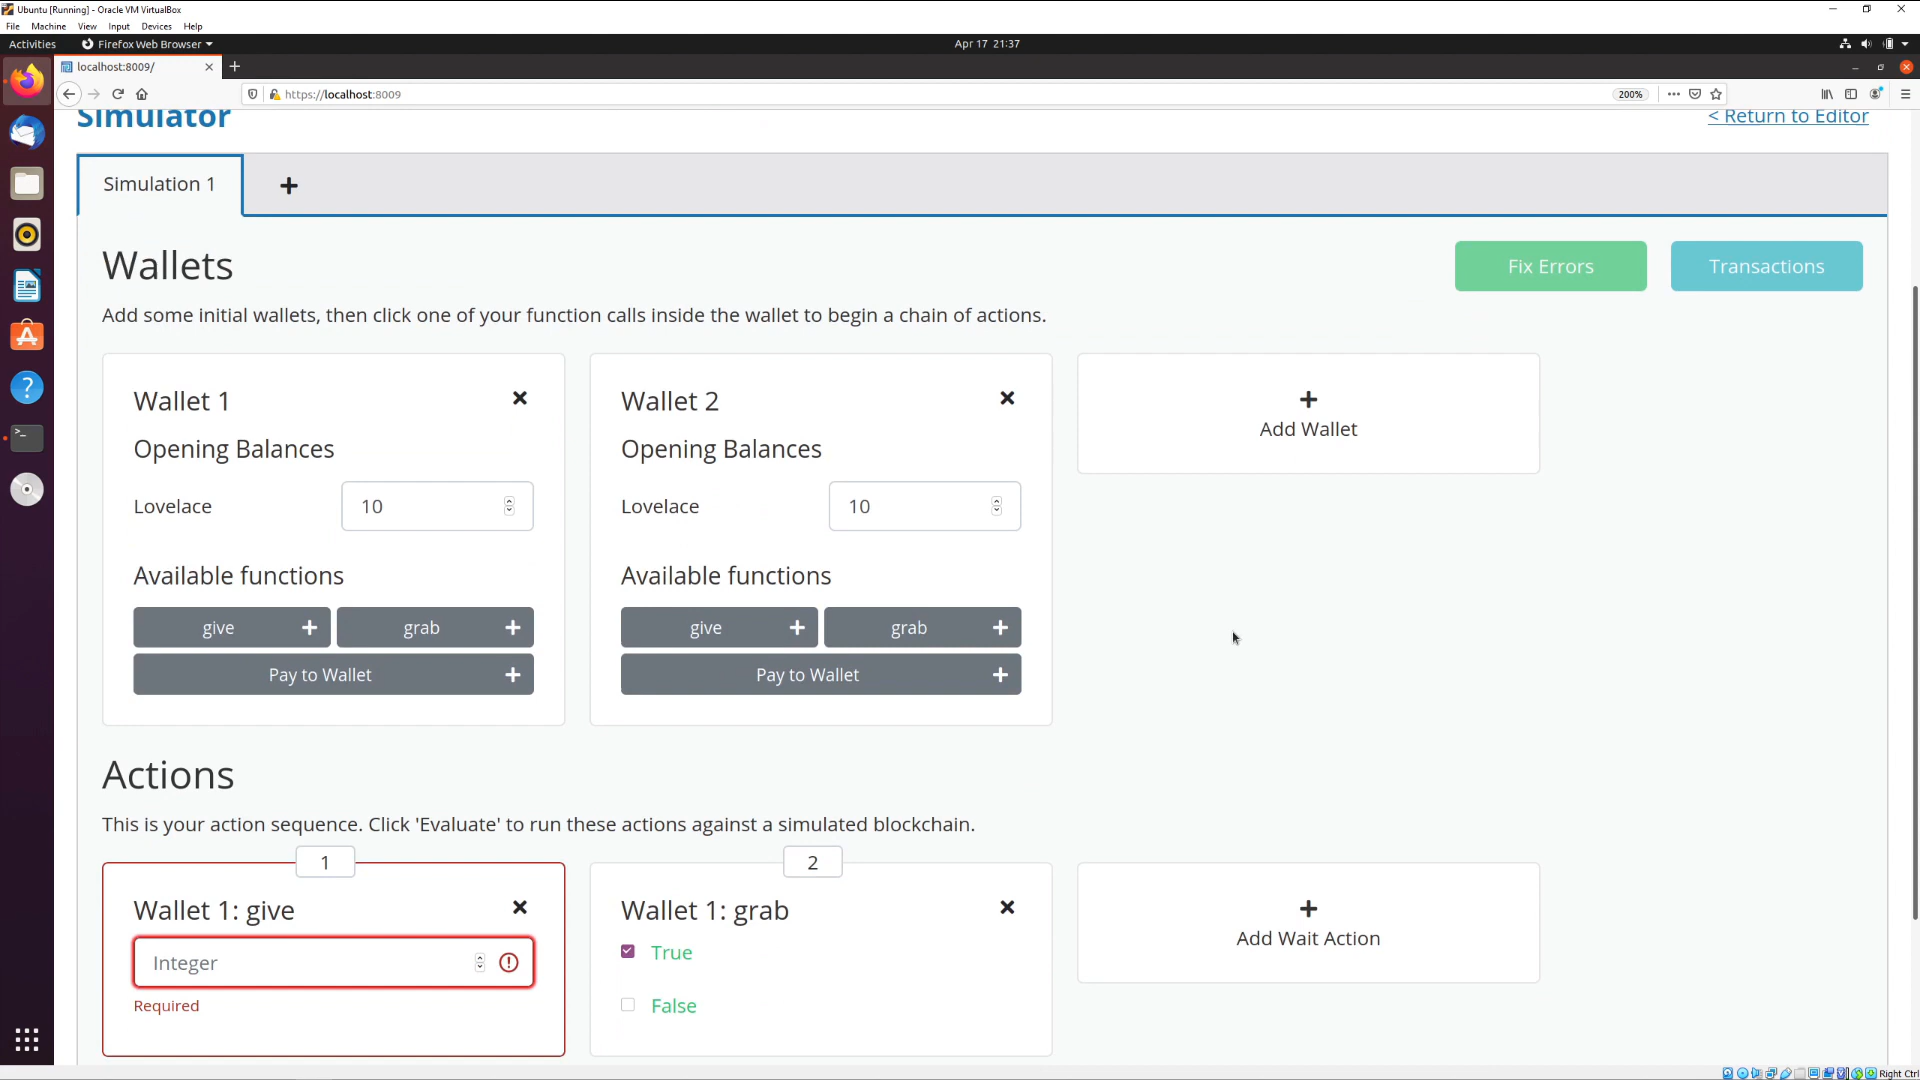 Ubuntu [Running] - Oracle VM VirtualBox
File Machine View Input Devices Help
Activities Firefox Web Browser Apr 17 21:37
localhost:8009/
https://localhost:8009 200%
Simulator < Return to Editor
Simulation 1
Wallets Fix Errors Transactions
Add some initial wallets, then click one of your function calls inside the wallet to begin a chain of actions.
Wallet 1
Opening Balances
Lovelace 10
Available functions
give grab
Pay to Wallet
Wallet 2
Opening Balances
Lovelace 10
Available functions
give grab
Pay to Wallet
Add Wallet
Actions
This is your action sequence. Click 'Evaluate' to run these actions against a simulated blockchain.
1
Wallet 1: give
Integer
Required
2
Wallet 1: grab
True
False
Add Wait Action
Right Ctrl